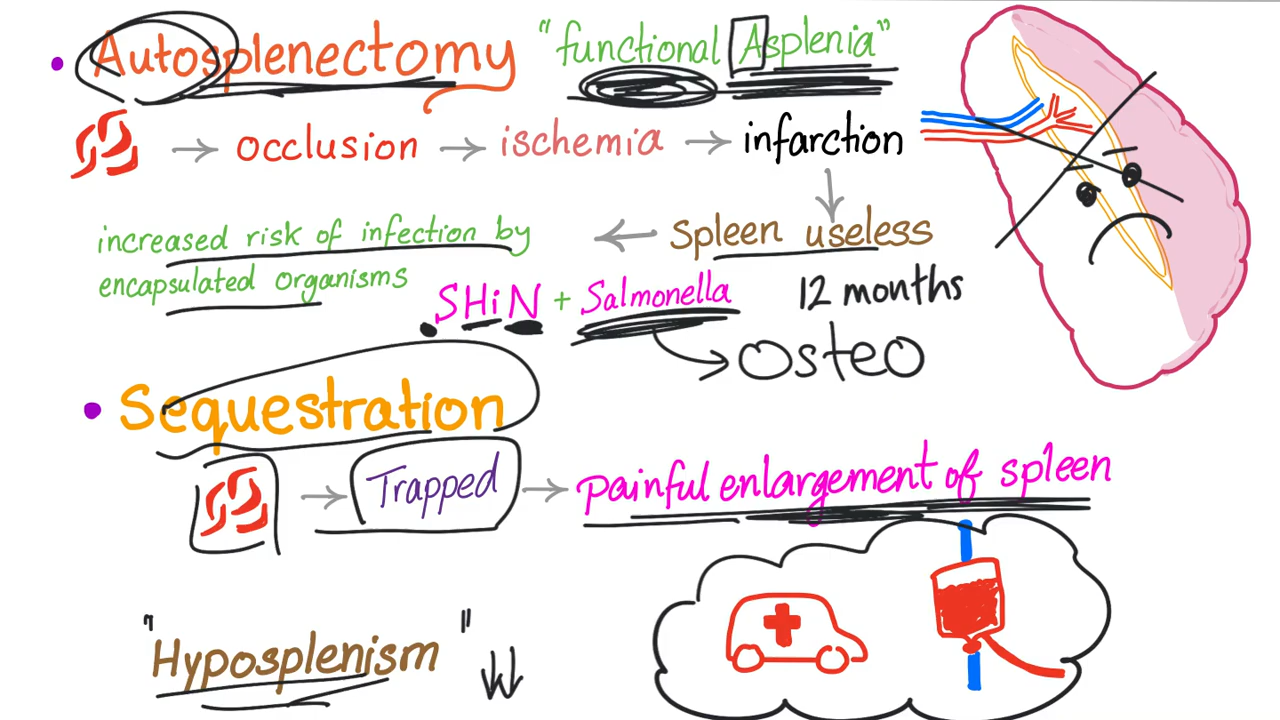 • Autosplenectomy "functional Asplenia"
→ occlusion → ischemia → infarction
increased risk of infection by ← spleen useless
encapsulated organisms
SHiN + Salmonella 12 months
→ osteo
• Sequestration
→ Trapped → painful enlargement of spleen
"Hyposplenism" ↓↓